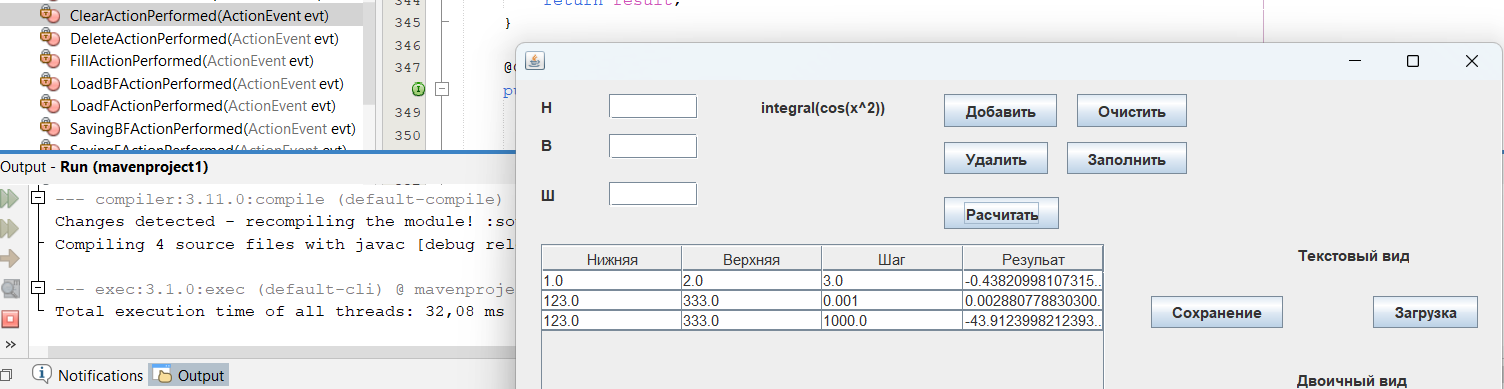 ClearActionPerformed(ActionEvent evt)
DeleteActionPerformed(ActionEvent evt)
FillActionPerformed(ActionEvent evt)
LoadBFActionPerformed(ActionEvent evt)
LoadFActionPerformed(ActionEvent evt)
SavingBFActionPerformed(ActionEvent evt)
344 return result;
345 }
346
347 @
349
350
Output - Run (mavenproject1)
--- compiler:3.11.0:compile (default-compile)
Changes detected - recompiling the module! :so
Compiling 4 source files with javac [debug rel
--- exec:3.1.0:exec (default-cli) @ mavenproje
Total execution time of all threads: 32,08 ms
Notifications Output
Н integral(cos(x^2)) Добавить Очистить
В Удалить Заполнить
Ш Расчитать
Нижняя Верхняя Шаг Резульат
1.0 2.0 3.0 -0.43820998107315...
123.0 333.0 0.001 0.002880778830300...
123.0 333.0 1000.0 -43.9123998212393...
Текстовый вид
Сохранение Загрузка
Двоичный вид